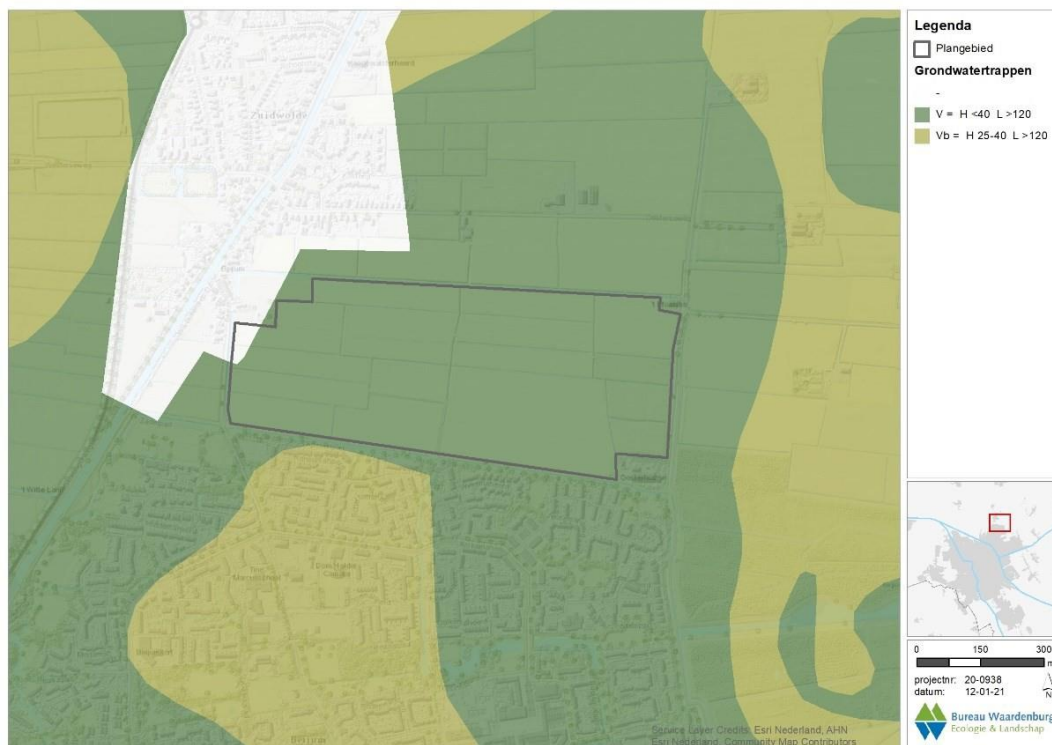 Zuidwolde
Legenda
Plangebied
Grondwatertrappen
-
V = H <40 L >120
Vb = H 25-40 L >120
0 150 300
m
projectnr: 20-0938
datum: 12-01-21
N
Bureau Waardenburg
Ecologie & Landschap
Service Layer Credits: Esri Nederland, AHN
Esri Nederland, Community Map Contributors